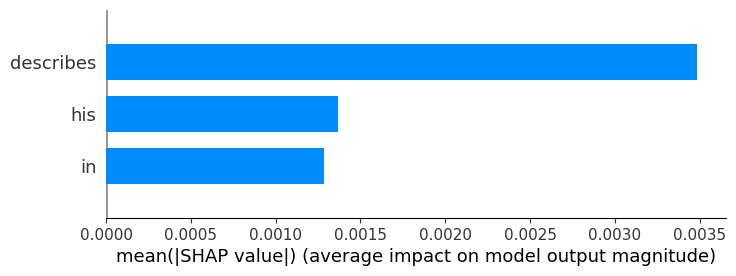 describes
his
in
0.0000 0.0005 0.0010 0.0015 0.0020 0.0025 0.0030 0.0035
mean(|SHAP value|) (average impact on model output magnitude)